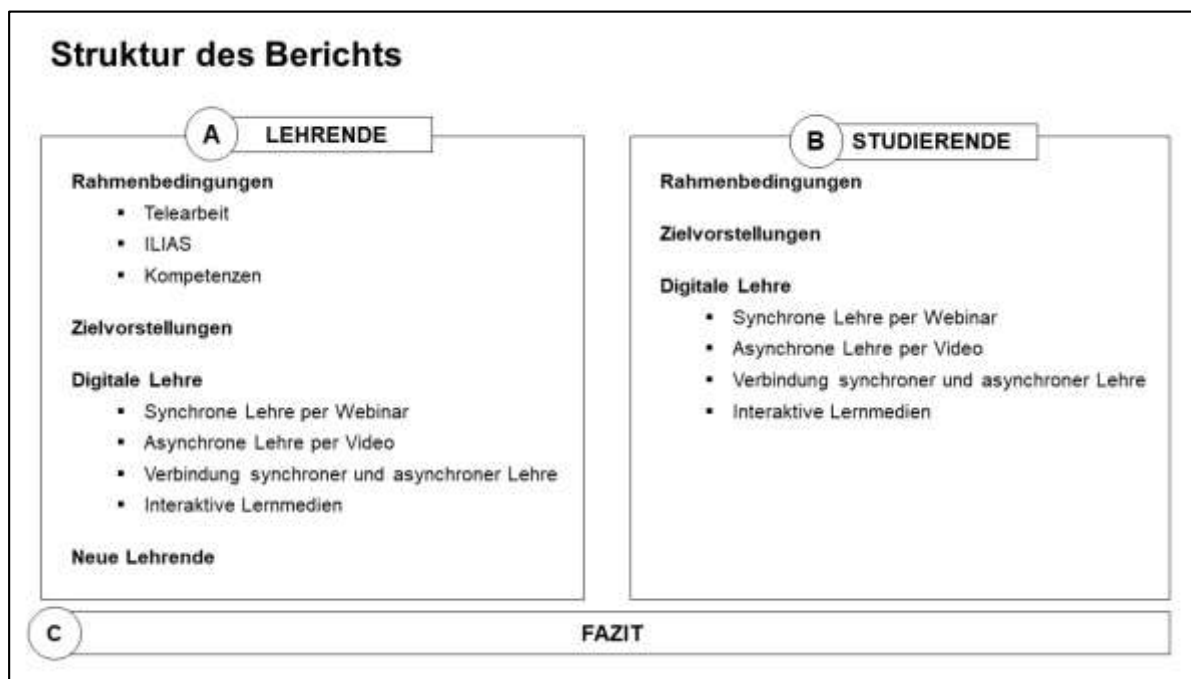 Struktur des Berichts
A LEHRENDE
Rahmenbedingungen
▪ Telearbeit
▪ ILIAS
▪ Kompetenzen
Zielvorstellungen
Digitale Lehre
▪ Synchrone Lehre per Webinar
▪ Asynchrone Lehre per Video
▪ Verbindung synchroner und asynchroner Lehre
▪ Interaktive Lernmedien
Neue Lehrende
B STUDIERENDE
Rahmenbedingungen
Zielvorstellungen
Digitale Lehre
▪ Synchrone Lehre per Webinar
▪ Asynchrone Lehre per Video
▪ Verbindung synchroner und asynchroner Lehre
▪ Interaktive Lernmedien
C FAZIT